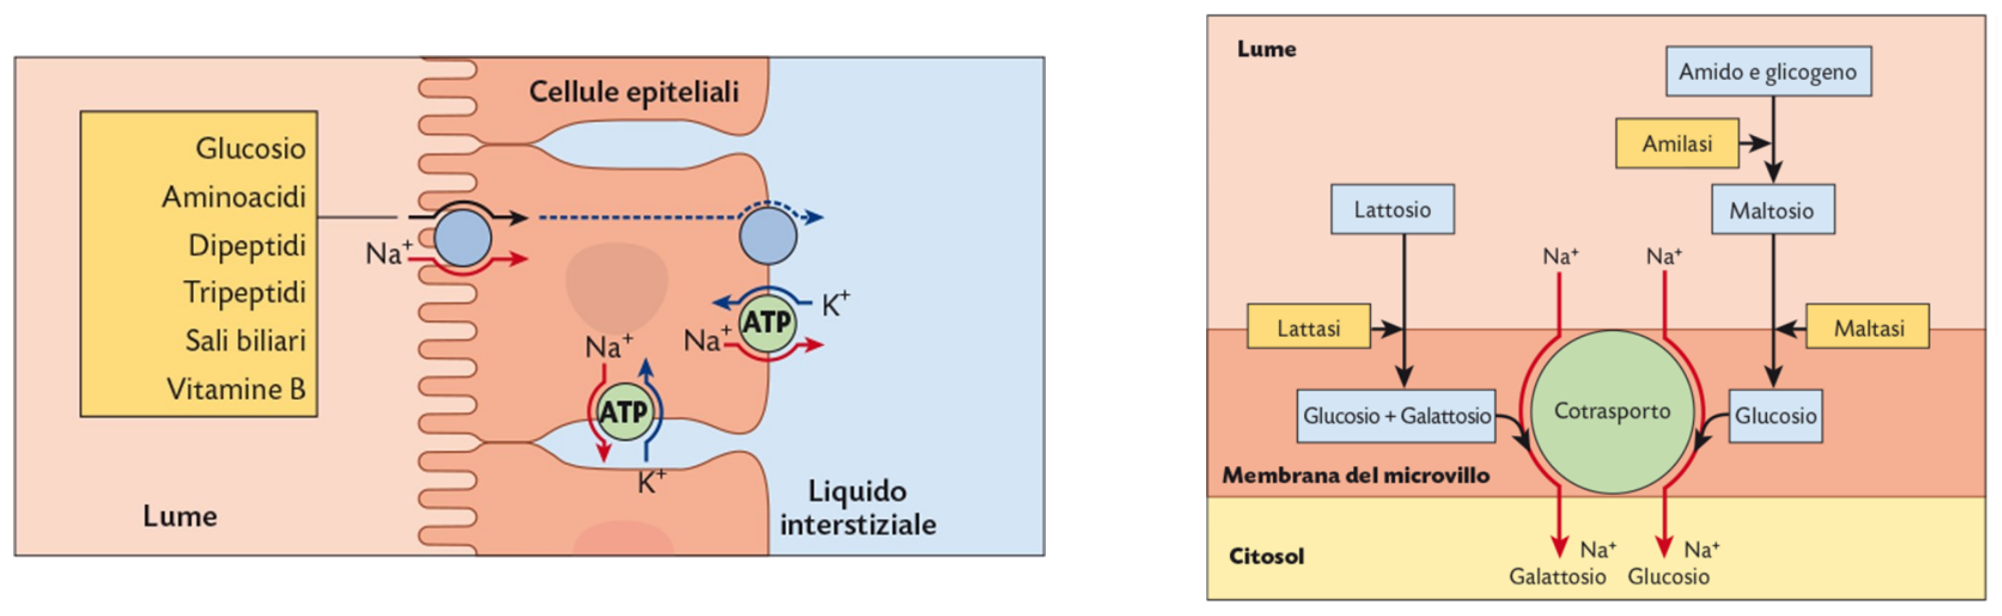 Cellule epiteliali
Glucosio
Aminoacidi
Dipeptidi
Tripeptidi
Sali biliari
Vitamine B
Na⁺
K⁺
ATP
Na⁺
Na⁺
ATP
K⁺
Lume
Liquido
interstiziale
Lume
Amido e glicogeno
Amilasi
Lattosio
Maltosio
Na⁺
Na⁺
Lattasi
Maltasi
Glucosio + Galattosio
Cotrasporto
Glucosio
Membrana del microvillo
Citosol
Na⁺
Na⁺
Galattosio
Glucosio